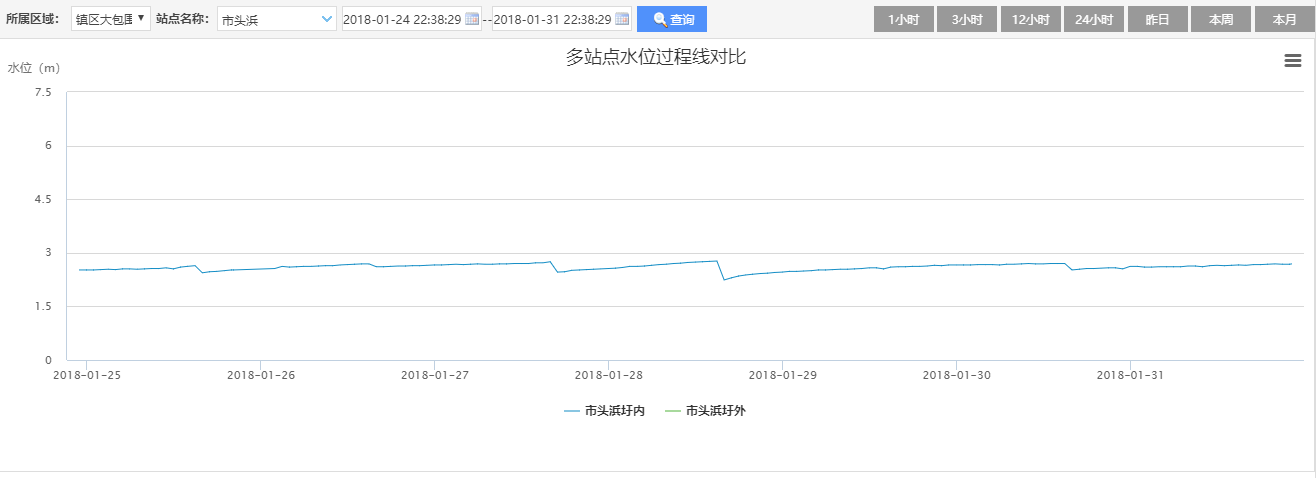 所属区域： 镇区大包围 站点名称： 市头浜 2018-01-24 22:38:29 -- 2018-01-31 22:38:29 查询 1小时 3小时 12小时 24小时 昨日 本周 本月
多站点水位过程线对比
水位（m）
7.5
6
4.5
3
1.5
0
2018-01-25 2018-01-26 2018-01-27 2018-01-28 2018-01-29 2018-01-30 2018-01-31
市头浜圩内 市头浜圩外